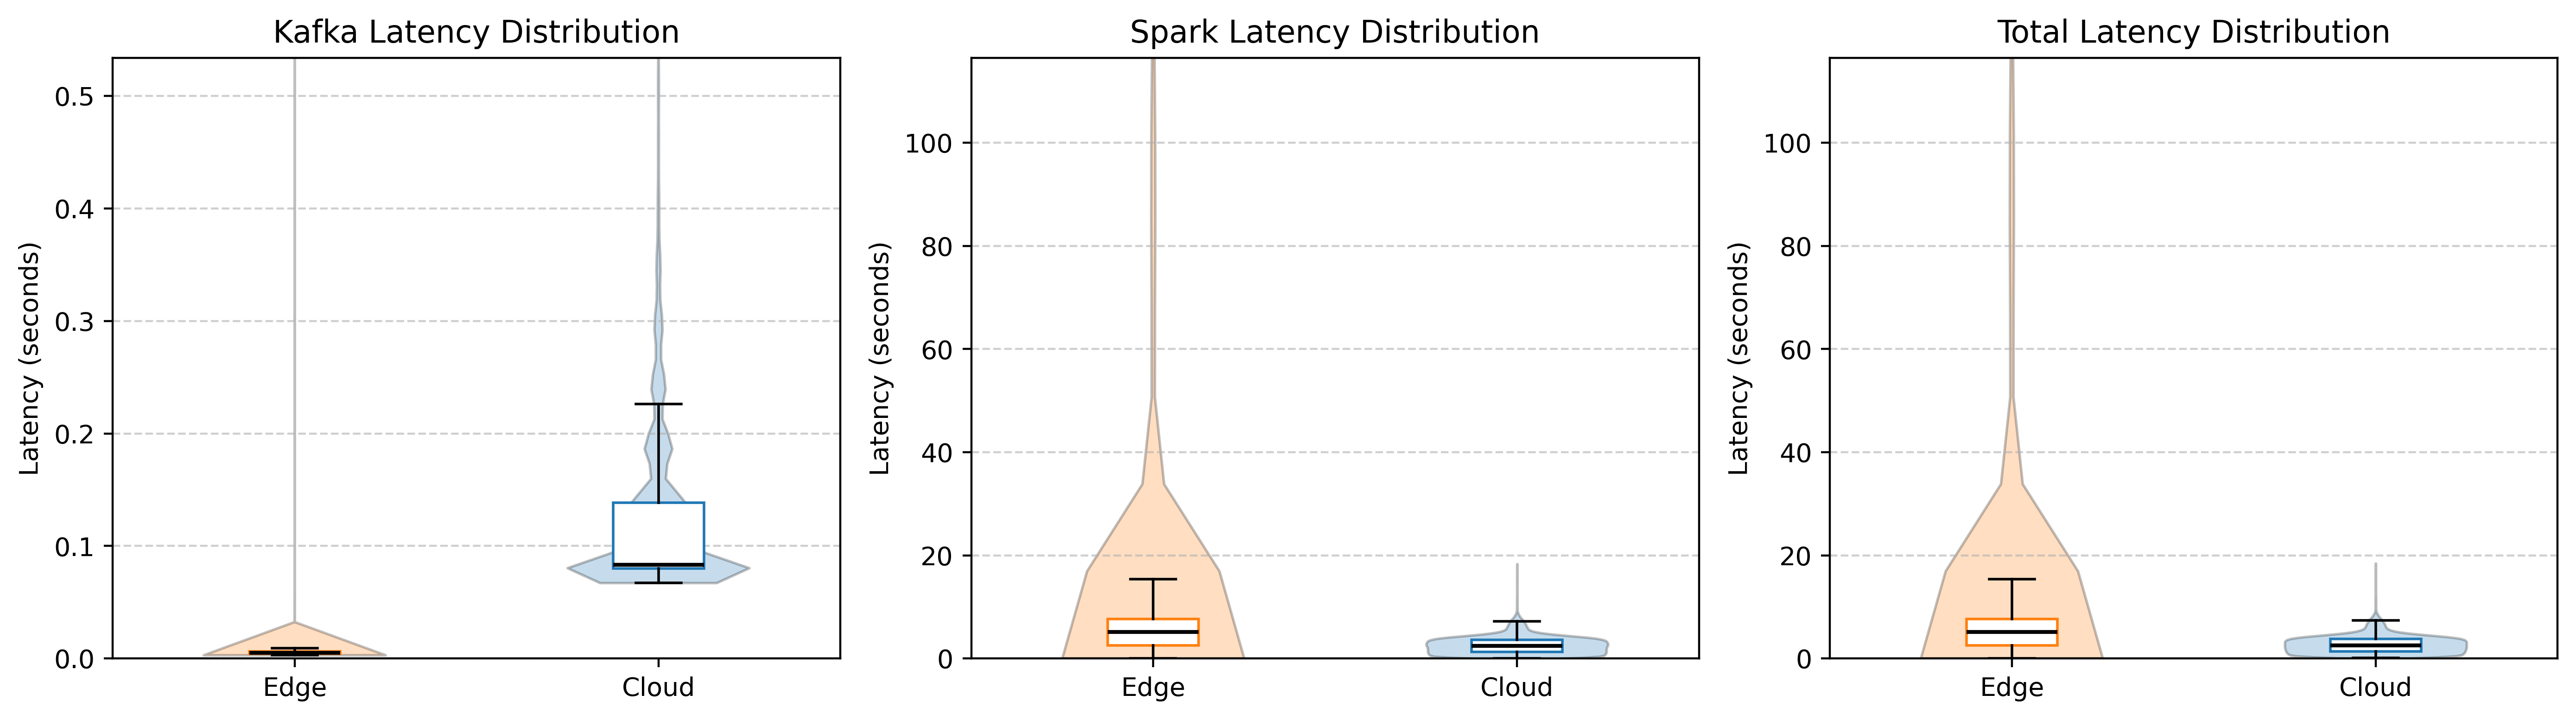 Kafka Latency Distribution
Latency (seconds)
0.5
0.4
0.3
0.2
0.1
0.0
Edge
Cloud
Spark Latency Distribution
Latency (seconds)
100
80
60
40
20
0
Edge
Cloud
Total Latency Distribution
Latency (seconds)
100
80
60
40
20
0
Edge
Cloud